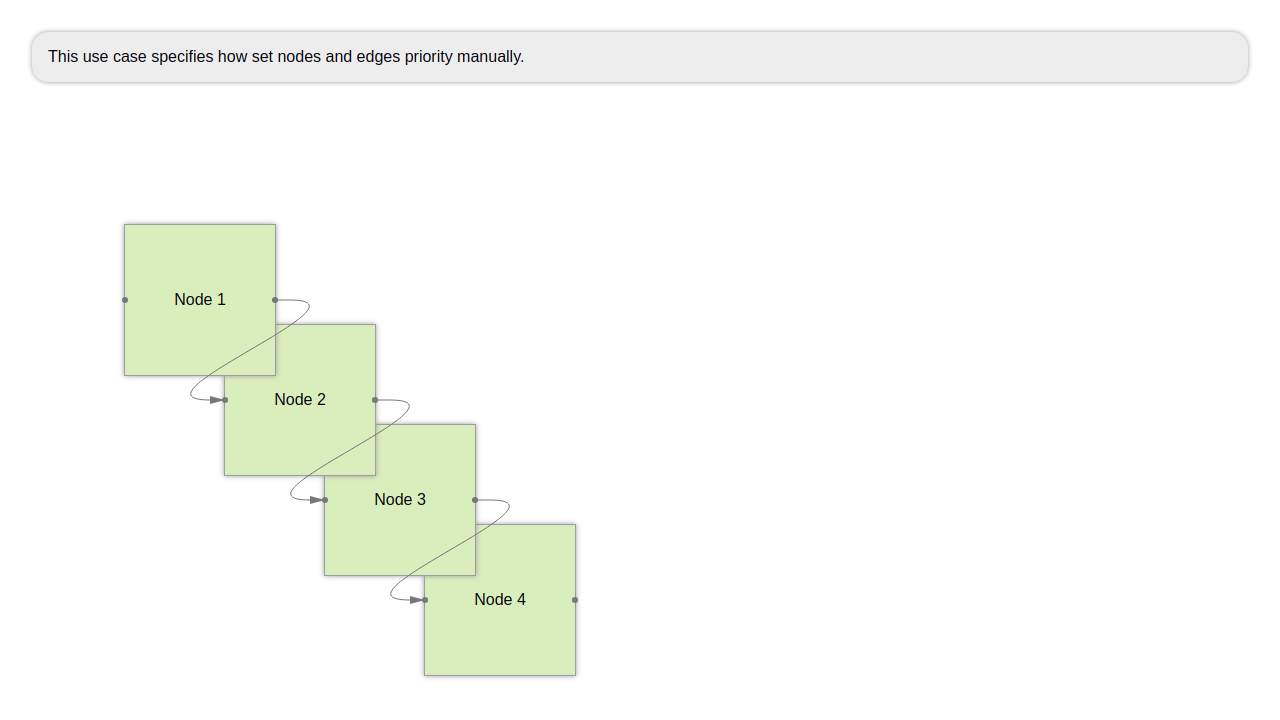 This use case specifies how set nodes and edges priority manually.
Node 1
Node 2
Node 3
Node 4